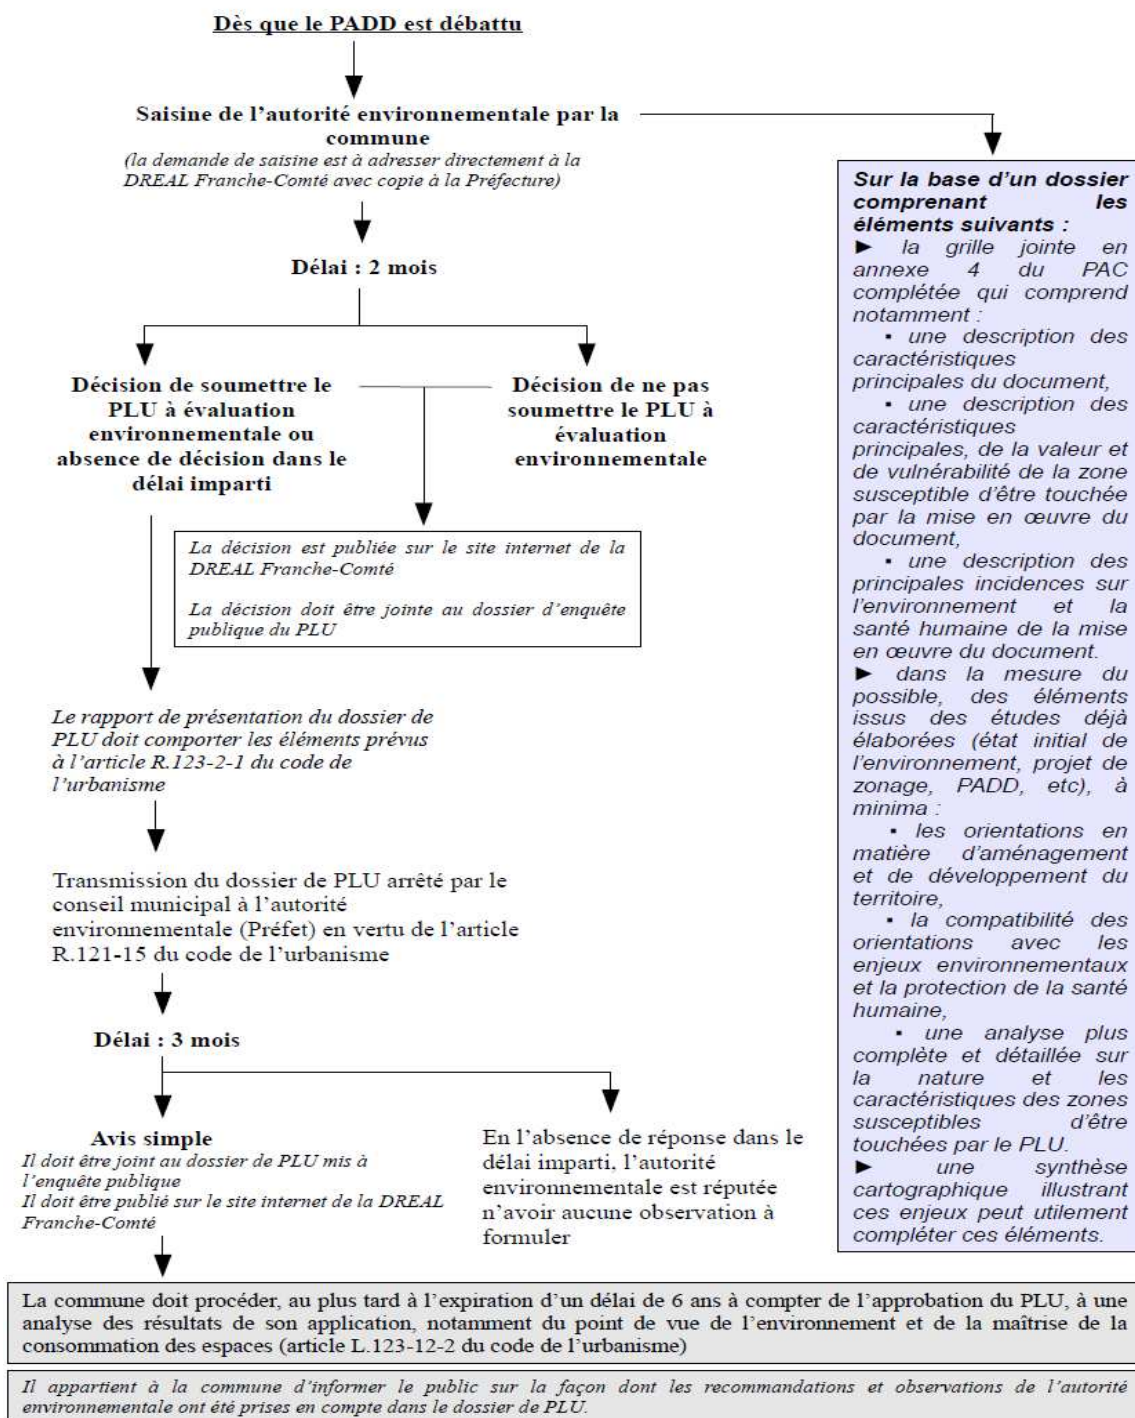 Dès que le PADD est débattu
Saisine de l'autorité environnementale par la
commune
(la demande de saisine est à adresser directement à la
DREAL Franche-Comté avec copie à la Préfecture)
Délai : 2 mois
Décision de soumettre le
PLU à évaluation
environnementale ou
absence de décision dans le
délai imparti
Décision de ne pas
soumettre le PLU à
évaluation
environnementale
La décision est publiée sur le site internet de la
DREAL Franche-Comté
La décision doit être jointe au dossier d'enquête
publique du PLU
Le rapport de présentation du dossier de
PLU doit comporter les éléments prévus
à l'article R.123-2-1 du code de
l'urbanisme
Transmission du dossier de PLU arrêté par le
conseil municipal à l'autorité
environnementale (Préfet) en vertu de l'article
R.121-15 du code de l'urbanisme
Délai : 3 mois
Avis simple
Il doit être joint au dossier de PLU mis à
l'enquête publique
Il doit être publié sur le site internet de la DREAL
Franche-Comté
En l'absence de réponse dans le
délai imparti, l'autorité
environnementale est réputée
n'avoir aucune observation à
formuler
Sur la base d'un dossier
comprenant les
éléments suivants :
► la grille jointe en
annexe 4 du PAC
complétée qui comprend
notamment :
▪ une description des
caractéristiques
principales du document,
▪ une description des
caractéristiques
principales, de la valeur et
de vulnérabilité de la zone
susceptible d'être touchée
par la mise en œuvre du
document,
▪ une description des
principales incidences sur
l'environnement et la
santé humaine de la mise
en œuvre du document.
► dans la mesure du
possible, des éléments
issus des études déjà
élaborées (état initial de
l'environnement, projet de
zonage, PADD, etc), à
minima :
▪ les orientations en
matière d'aménagement
et de développement du
territoire,
▪ la compatibilité des
orientations avec les
enjeux environnementaux
et la protection de la santé
humaine,
▪ une analyse plus
complète et détaillée sur
la nature et les
caractéristiques des zones
susceptibles d'être
touchées par le PLU.
► une synthèse
cartographique illustrant
ces enjeux peut utilement
compléter ces éléments.
La commune doit procéder, au plus tard à l'expiration d'un délai de 6 ans à compter de l'approbation du PLU, à une
analyse des résultats de son application, notamment du point de vue de l'environnement et de la maîtrise de la
consommation des espaces (article L.123-12-2 du code de l'urbanisme)
Il appartient à la commune d'informer le public sur la façon dont les recommandations et observations de l'autorité
environnementale ont été prises en compte dans le dossier de PLU.